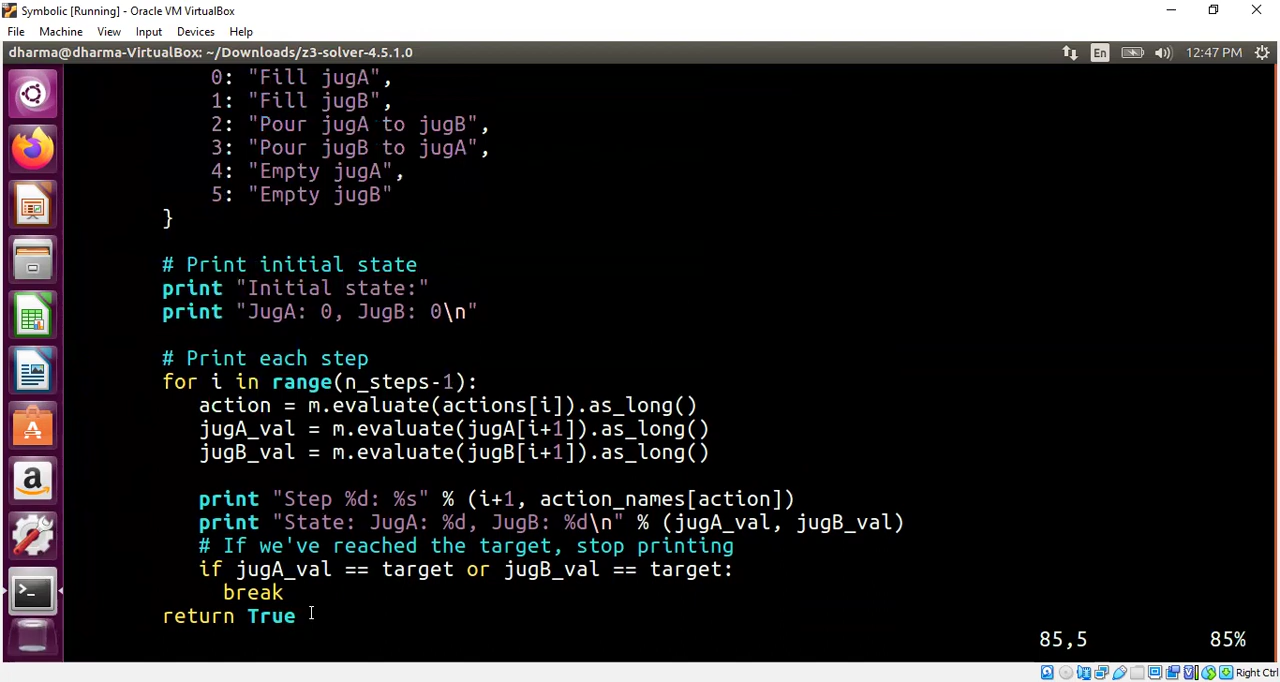 Symbolic [Running] - Oracle VM VirtualBox
File Machine View Input Devices Help
dharma@dharma-VirtualBox: ~/Downloads/z3-solver-4.5.1.0 En 12:47 PM
0: "Fill jugA",
1: "Fill jugB",
2: "Pour jugA to jugB",
3: "Pour jugB to jugA",
4: "Empty jugA",
5: "Empty jugB"
}
# Print initial state
print "Initial state:"
print "JugA: 0, JugB: 0\n"
# Print each step
for i in range(n_steps-1):
action = m.evaluate(actions[i]).as_long()
jugA_val = m.evaluate(jugA[i+1]).as_long()
jugB_val = m.evaluate(jugB[i+1]).as_long()
print "Step %d: %s" % (i+1, action_names[action])
print "State: JugA: %d, JugB: %d\n" % (jugA_val, jugB_val)
# If we've reached the target, stop printing
if jugA_val == target or jugB_val == target:
break
return True
85,5 85%
Right Ctrl